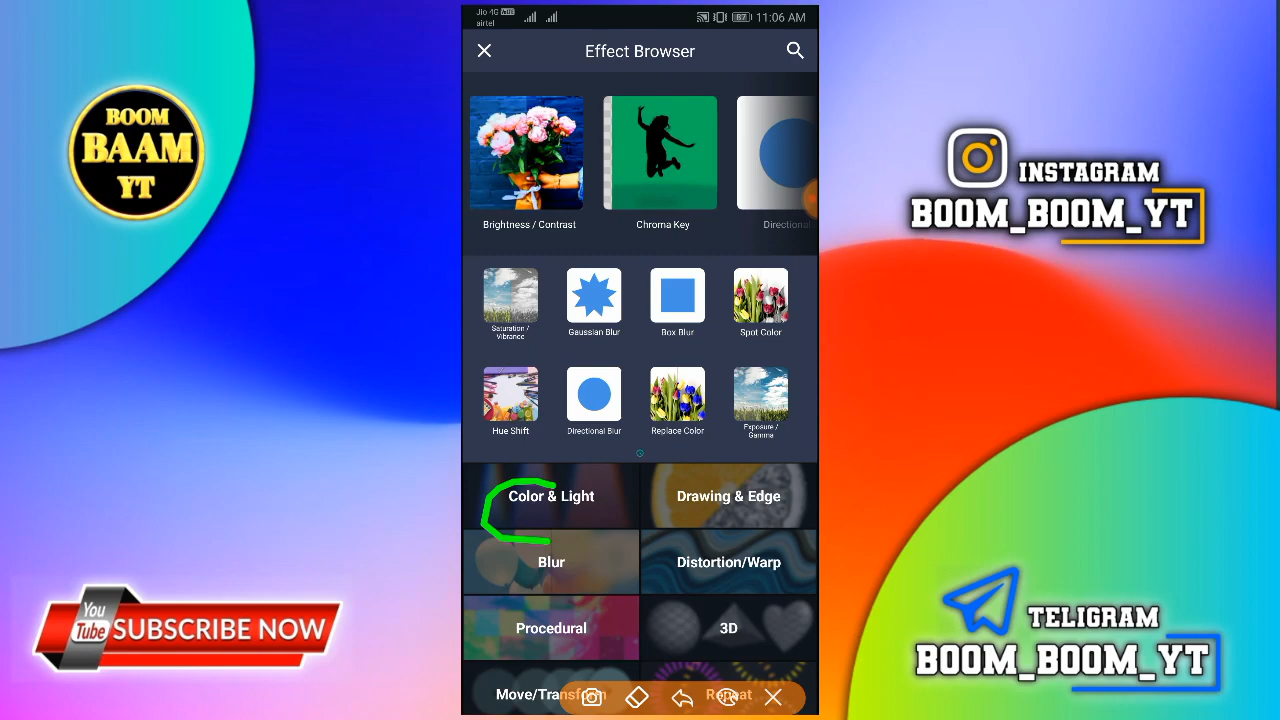 Jio 4G VoLTE
airtel
87
11:06 AM
Effect Browser
Brightness / Contrast
Chroma Key
Directional
Saturation /
Vibrance
Gaussian Blur
Box Blur
Spot Color
Hue Shift
Directional Blur
Replace Color
Exposure /
Gamma
Color & Light
Drawing & Edge
Blur
Distortion/Warp
Procedural
3D
Move/Transform
Repeat
BOOM
BAAM
YT
INSTAGRAM
BOOM_BOOM_YT
You
Tube
SUBSCRIBE NOW
TELIGRAM
BOOM_BOOM_YT